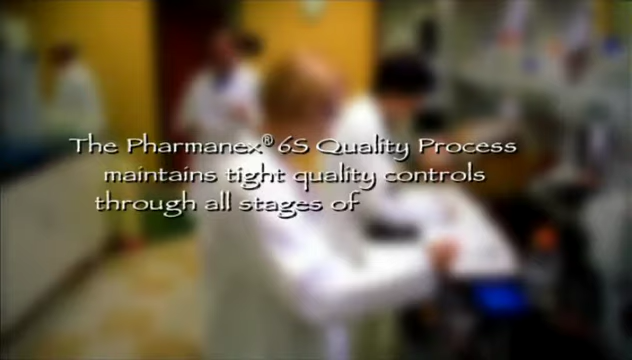 The Pharmanex® 6S Quality Process
maintains tight quality controls
through all stages of